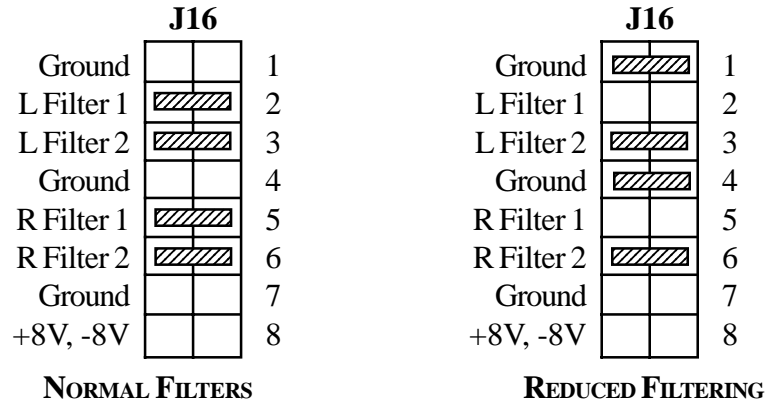 J16
Ground 1
L Filter 1 2
L Filter 2 3
Ground 4
R Filter 1 5
R Filter 2 6
Ground 7
+8V, -8V 8
NORMAL FILTERS
J16
Ground 1
L Filter 1 2
L Filter 2 3
Ground 4
R Filter 1 5
R Filter 2 6
Ground 7
+8V, -8V 8
REDUCED FILTERING